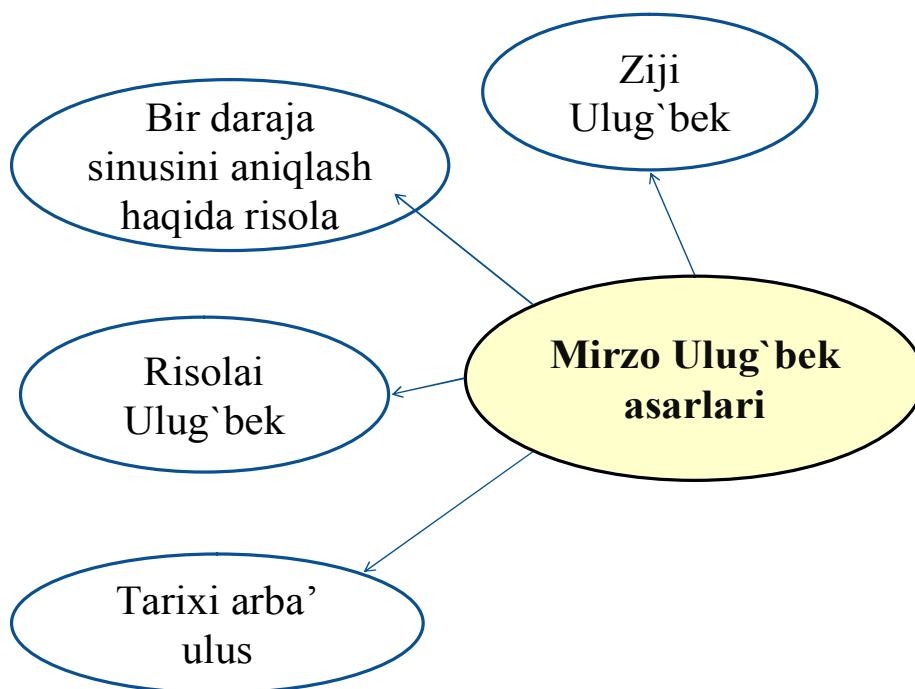 Ziji
Ulug`bek
Bir daraja
sinusini aniqlash
haqida risola
Mirzo Ulug`bek
asarlari
Risolai
Ulug`bek
Tarixi arba’
ulus